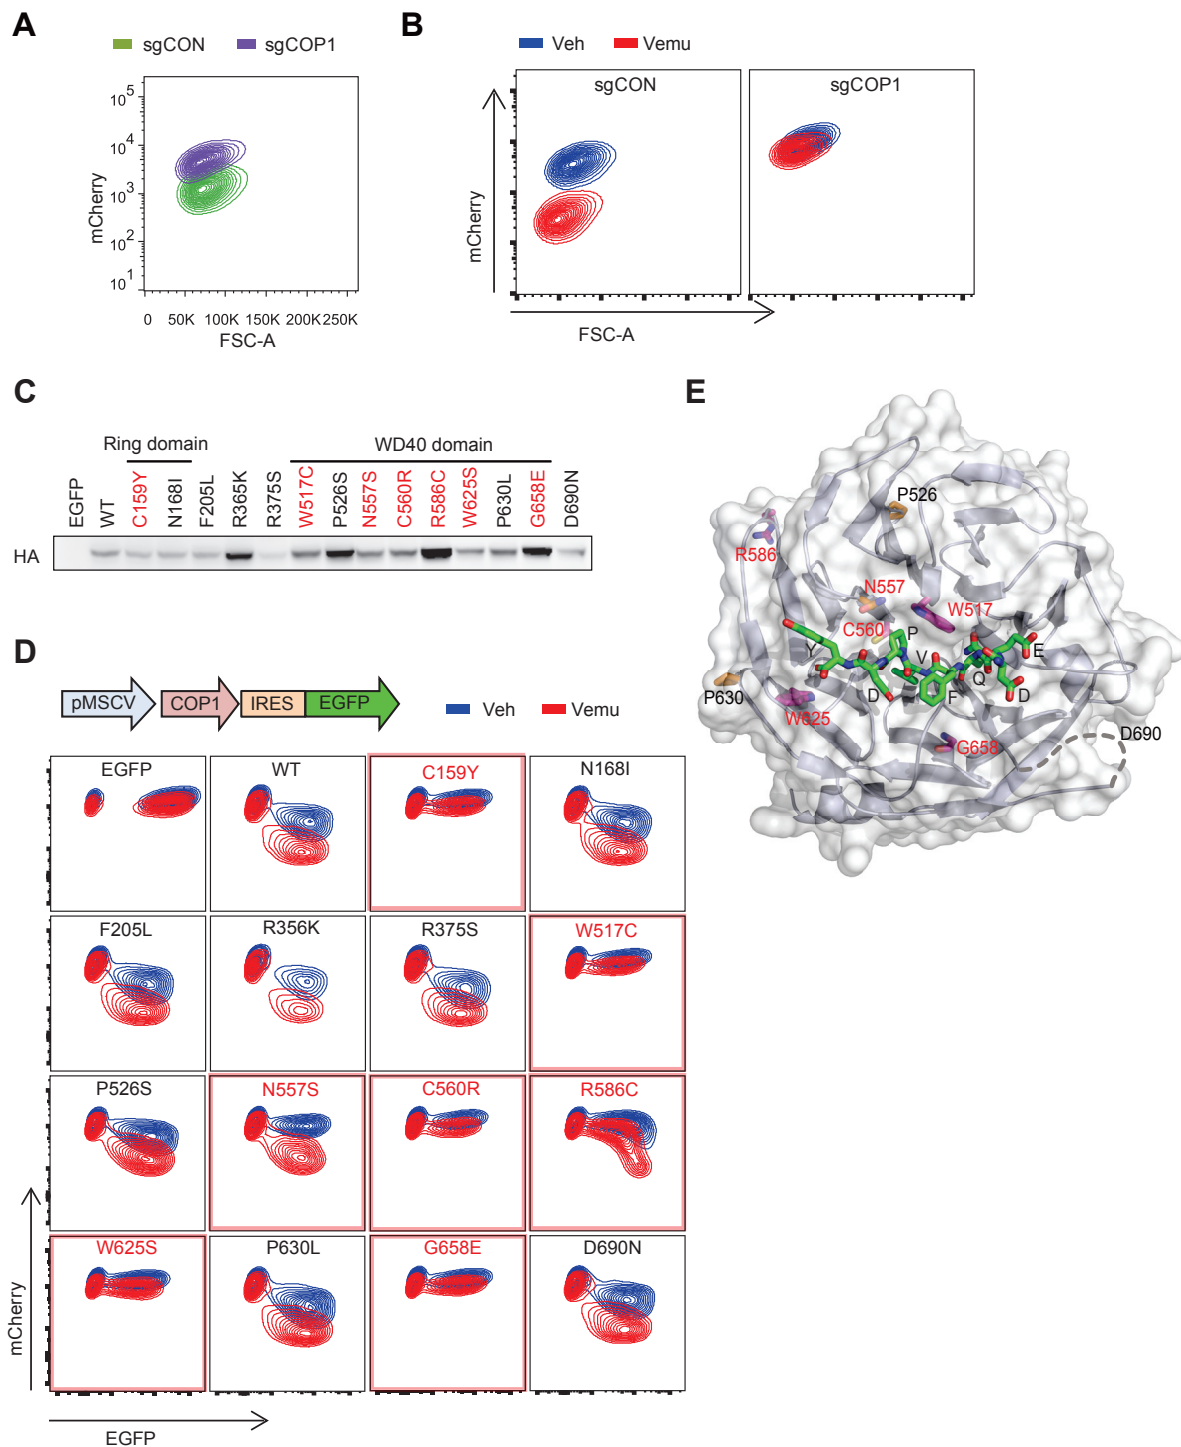 A
sgCON sgCOP1
10^5
10^4
10^3
10^2
10^1
mCherry
0 50K 100K 150K 200K 250K
FSC-A
B
Veh Vemu
sgCON sgCOP1
mCherry
FSC-A
C
Ring domain WD40 domain
EGFP WT C159Y N168I F205L R365K R375S W517C P526S N557S C560R R586C W625S P630L G658E D690N
HA
D
pMSCV COP1 IRES EGFP Veh Vemu
EGFP WT C159Y N168I
F205L R356K R375S W517C
P526S N557S C560R R586C
W625S P630L G658E D690N
mCherry
EGFP
E
P526
R586
N557
W517
C560 P
Y V E
Q
D F D
P630
W625
G658
D690